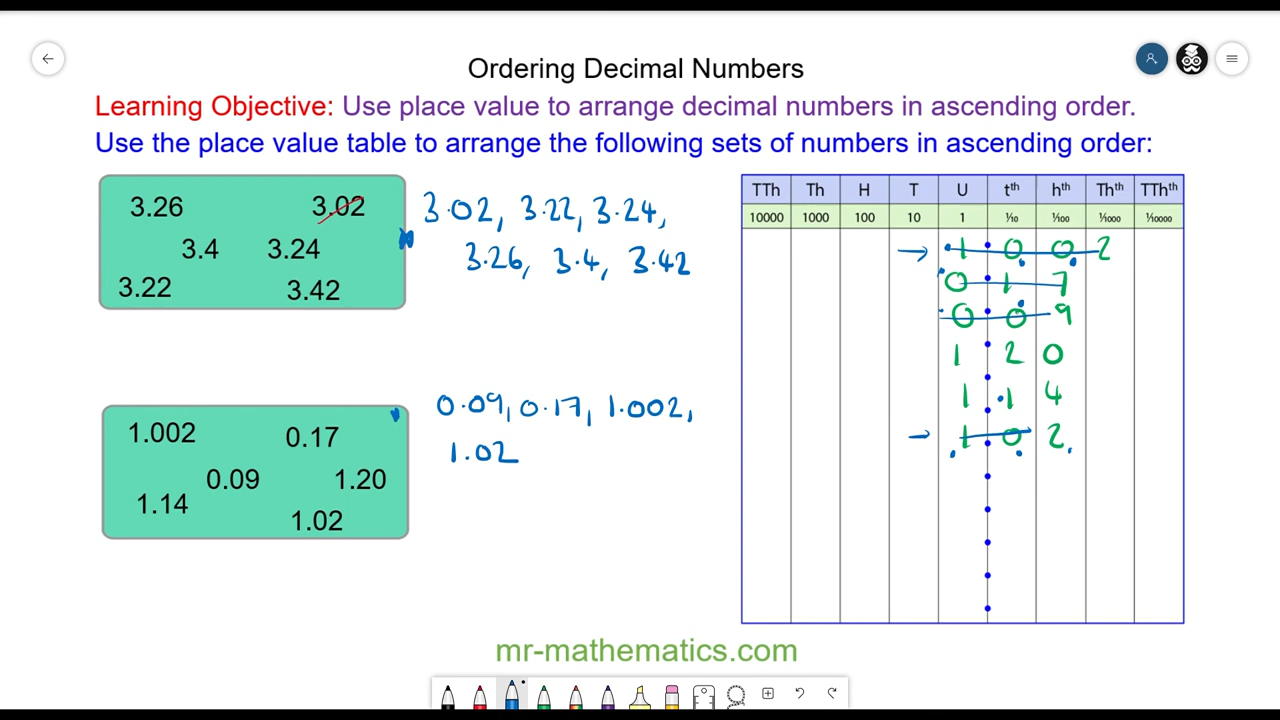 Ordering Decimal Numbers
Learning Objective: Use place value to arrange decimal numbers in ascending order.
Use the place value table to arrange the following sets of numbers in ascending order:
3.26 3.02
3.4 3.24
3.22 3.42
3.02, 3.22, 3.24,
3.26, 3.4, 3.42
1.002 0.17
0.09 1.20
1.14 1.02
0.09, 0.17, 1.002,
1.02
TTh Th H T U tth hth Thth TThth
10000 1000 100 10 1 1/10 1/100 1/1000 1/10000
1 . 0 0 2
0 . 1 7
0 . 0 9
1 . 2 0
1 . 1 4
1 . 0 2
mr-mathematics.com